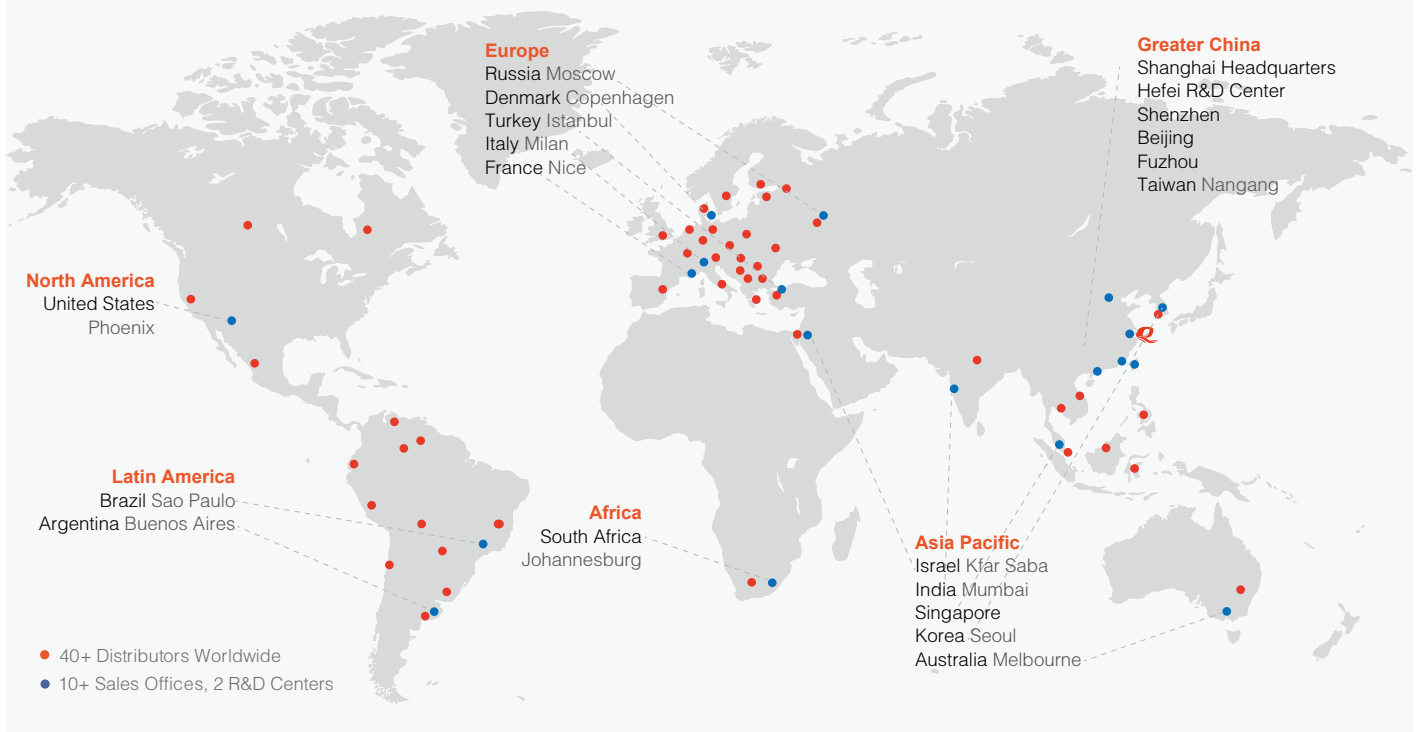 Europe
Russia Moscow
Denmark Copenhagen
Turkey Istanbul
Italy Milan
France Nice
Greater China
Shanghai Headquarters
Hefei R&D Center
Shenzhen
Beijing
Fuzhou
Taiwan Nangang
North America
United States
Phoenix
Latin America
Brazil Sao Paulo
Argentina Buenos Aires
Africa
South Africa
Johannesburg
Asia Pacific
Israel Kfar Saba
India Mumbai
Singapore
Korea Seoul
Australia Melbourne
40+ Distributors Worldwide
10+ Sales Offices, 2 R&D Centers